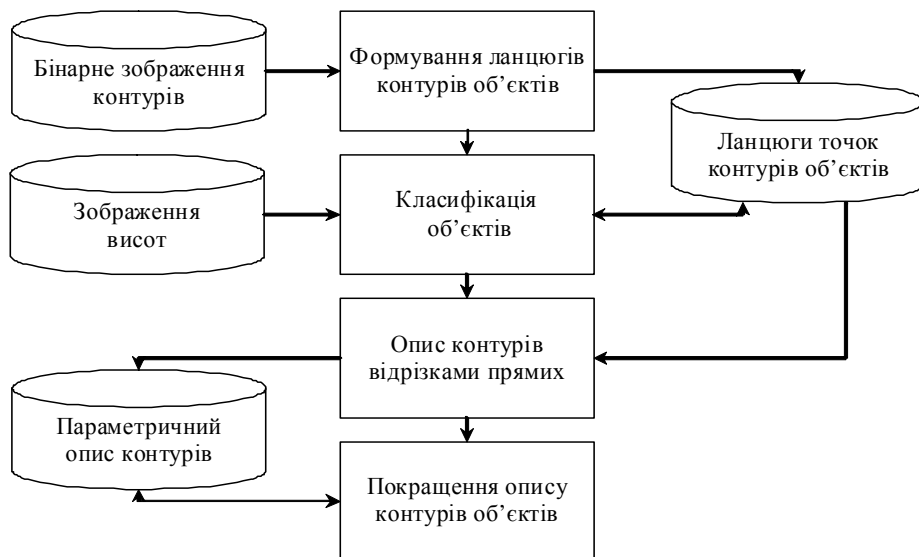 Бінарне зображення
контурів
Формування ланцюгів
контурів об’єктів
Ланцюги точок
контурів об’єктів
Зображення
висот
Класифікація
об’єктів
Опис контурів
відрізками прямих
Параметричний
опис контурів
Покращення опису
контурів об’єктів